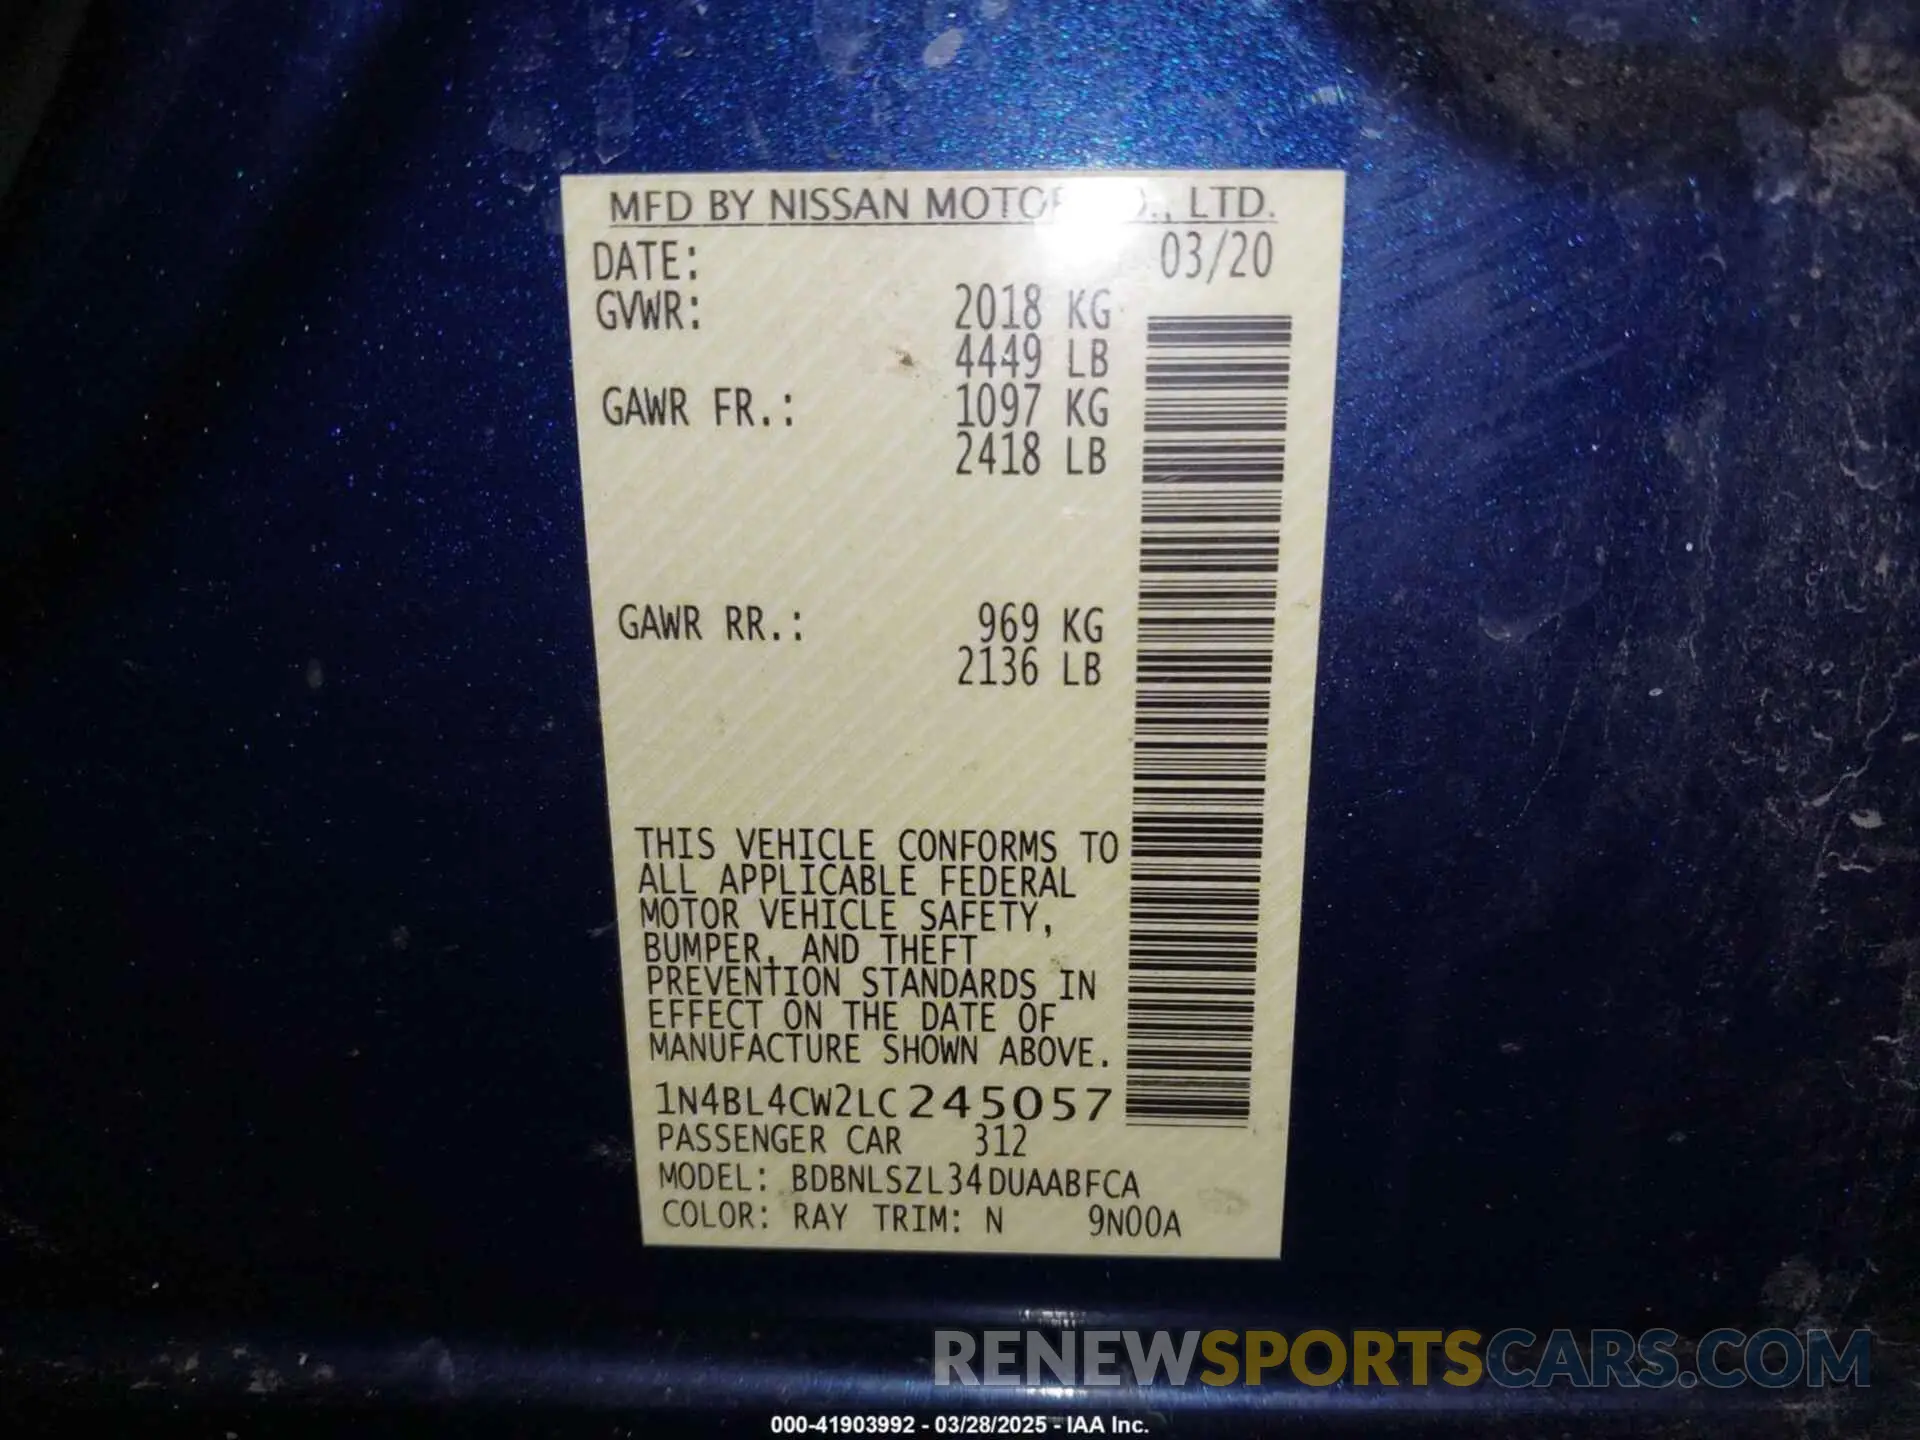 MFD BY NISSAN MOTOR CO., LTD.
DATE: 03/20
GVWR: 2018 KG
4449 LB
GAWR FR.: 1097 KG
2418 LB
GAWR RR.: 969 KG
2136 LB
THIS VEHICLE CONFORMS TO
ALL APPLICABLE FEDERAL
MOTOR VEHICLE SAFETY,
BUMPER, AND THEFT
PREVENTION STANDARDS IN
EFFECT ON THE DATE OF
MANUFACTURE SHOWN ABOVE.
1N4BL4CW2LC245057
PASSENGER CAR 312
MODEL: BDBNLSZL34DUAABFCA
COLOR: RAY TRIM: N 9N00A
RENEWSPORTSCARS.COM
000-41903992 - 03/28/2025 - IAA Inc.